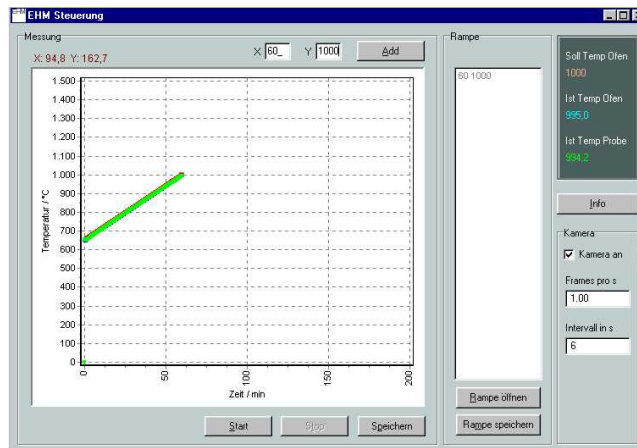 EHM EHM Steuerung
Messung
X: 94,8 Y: 162,7
X 60_ Y 1000 Add
1.500
1.400
1.300
1.200
1.100
1.000
900
800
700
600
500
400
300
200
100
0
Temperatur / °C
0 50 100 150 200
Zeit / min
Start Stop Speichern
Rampe
60 1000
Rampe öffnen
Rampe speichern
Soll Temp Ofen
1000
Ist Temp Ofen
995,0
Ist Temp Probe
994,2
Info
Kamera
Kamera an
Frames pro s
1.00
Intervall in s
6